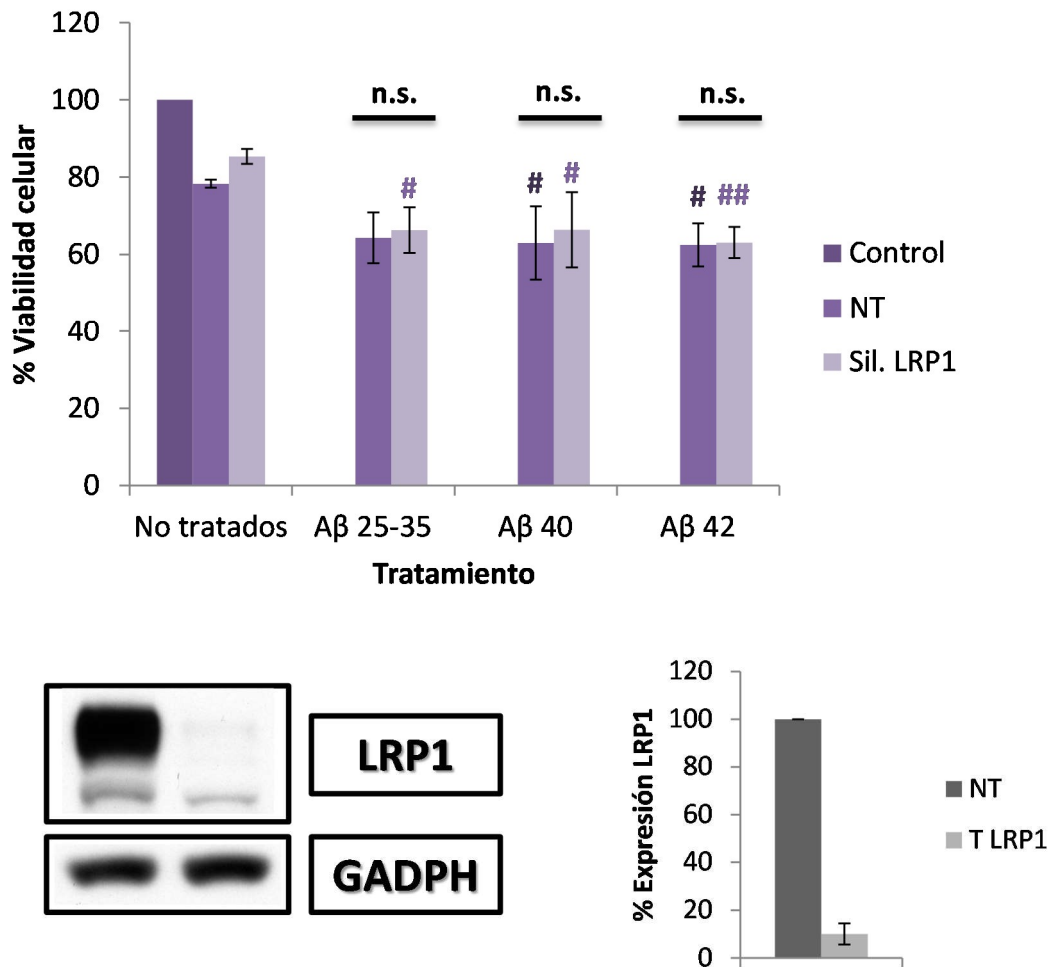 120
100
80
60
40
20
0
% Viabilidad celular
n.s.
n.s.
n.s.
#
#
#
#
##
No tratados
Aβ 25-35
Aβ 40
Aβ 42
Tratamiento
Control
NT
Sil. LRP1
LRP1
GADPH
120
100
80
60
40
20
0
% Expresión LRP1
NT
T LRP1